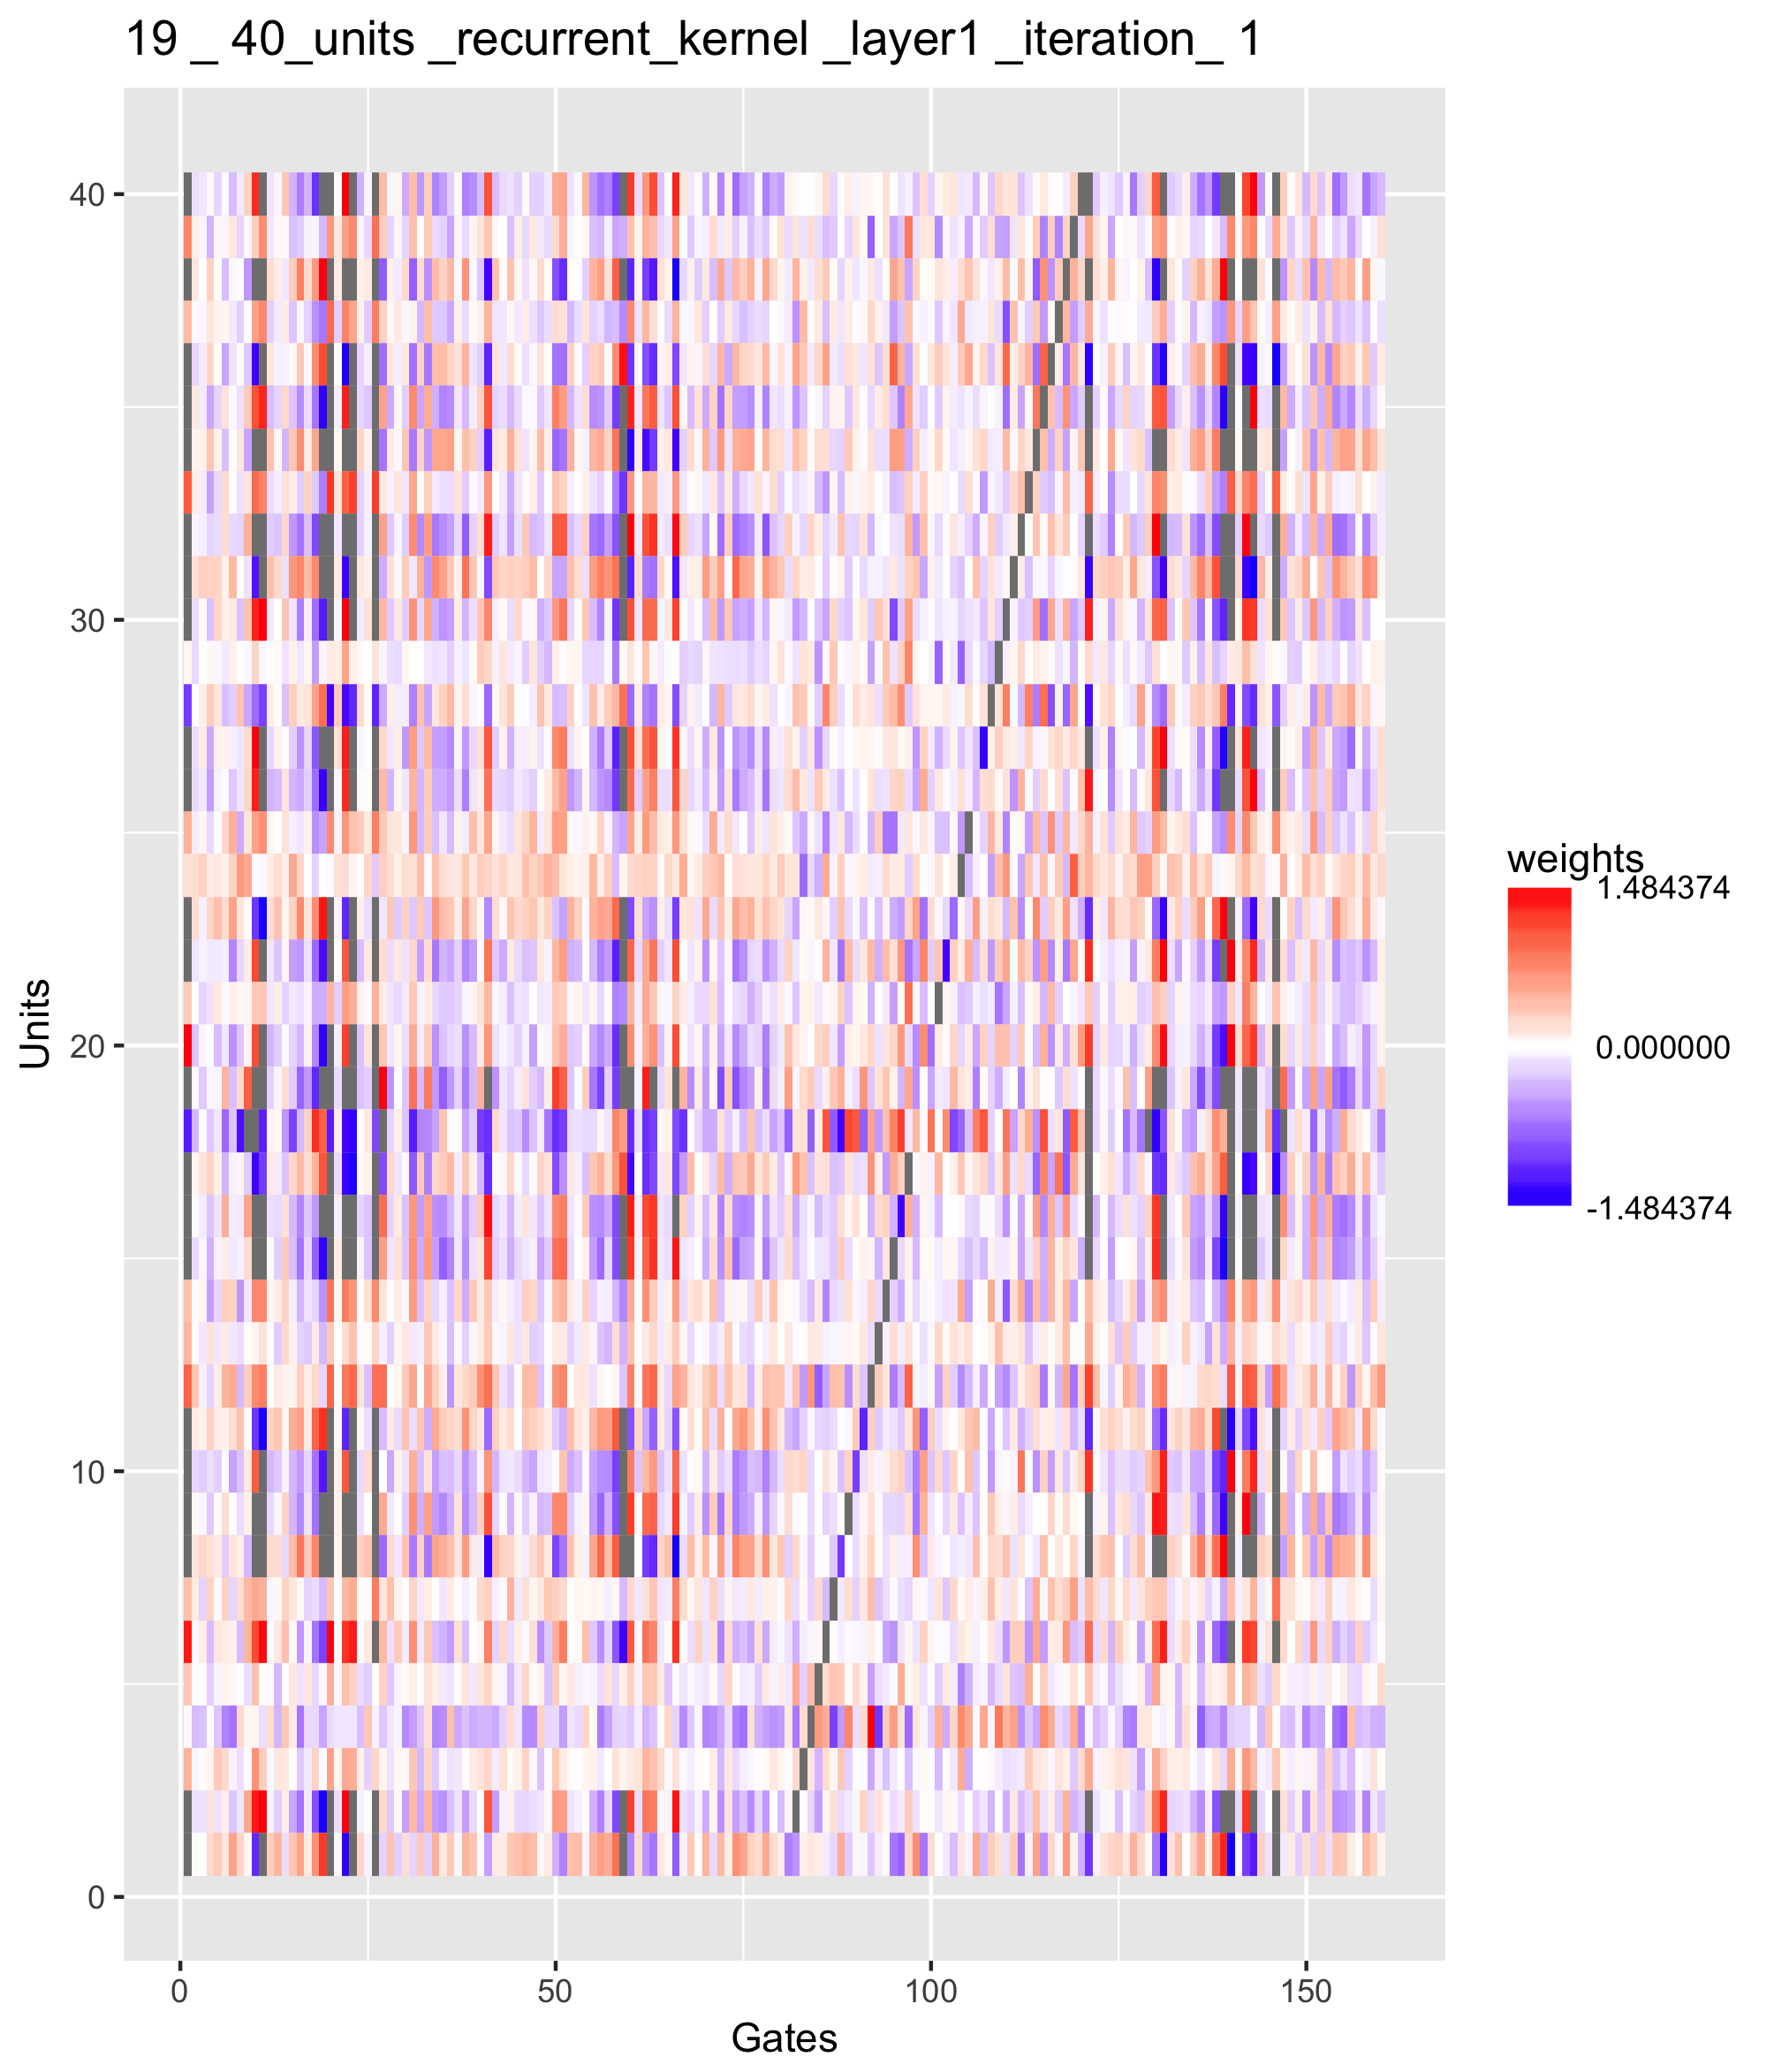 19 _ 40_units _recurrent_kernel _layer1 _iteration_ 1
40
30
20
10
0
Units
0 50 100 150
Gates
weights
1.484374
0.000000
-1.484374